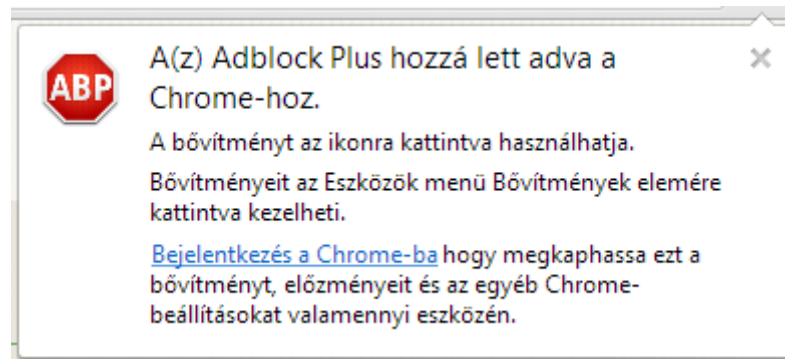 ABP
A(z) Adblock Plus hozzá lett adva a
Chrome-hoz.
A bővítményt az ikonra kattintva használhatja.
Bővítményeit az Eszközök menü Bővítmények elemére
kattintva kezelheti.
Bejelentkezés a Chrome-ba hogy megkaphassa ezt a
bővítményt, előzményeit és az egyéb Chrome-
beállításokat valamennyi eszközén.